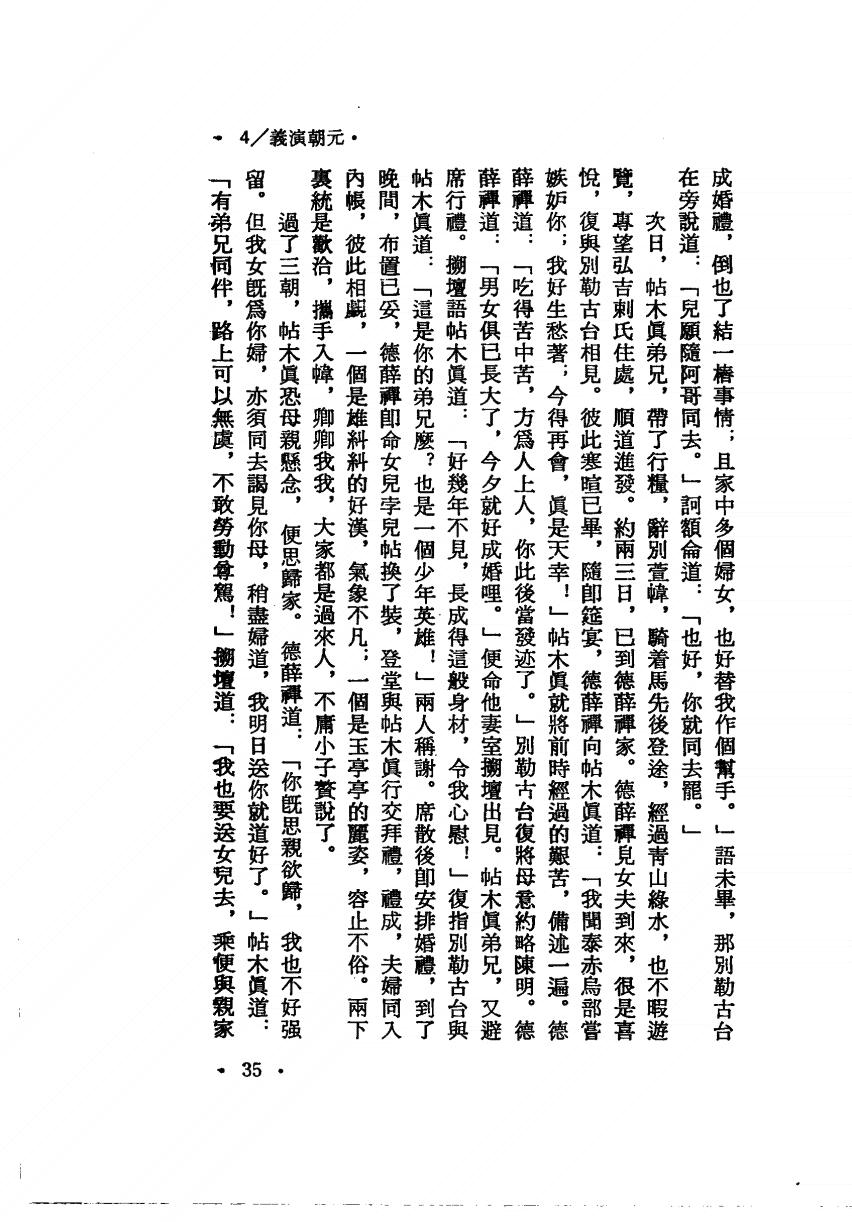 4／義演朝元・
成婚禮，倒也了結一樁事情；且家中多個婦女，也好替我作個幫手。」語未畢，那別勒古台
在旁說道：「兒願隨阿哥同去。」訶額侖道：「也好，你就同去罷。」
次日，帖木眞弟兄，帶了行糧，辭別萱幃，騎着馬先後登途，經過靑山綠水，也不暇遊
覽，專望弘吉剌氏住處，順道進發。約兩三日，已到德薛禪家。德薛禪見女夫到來，很是喜
悅，復與別勒古台相見。彼此寒暄已畢，隨卽筵宴，德薛禪向帖木眞道：「我聞泰赤烏部嘗
嫉妒你；我好生愁著；今得再會，眞是天幸！」帖木眞就將前時經過的艱苦，備述一遍。德
薛禪道：「吃得苦中苦，方爲人上人，你此後當發迹了。」別勒古台復將母意約略陳明。德
薛禪道：「男女俱已長大了，今夕就好成婚哩。」便命他妻室搠壇出見。帖木眞弟兄，又避
席行禮。搠壇語帖木眞道：「好幾年不見，長成得這般身材，令我心慰！」復指別勒古台與
帖木眞道：「這是你的弟兄麼？也是一個少年英雄！」兩人稱謝。席散後卽安排婚禮，到了
晚間，布置已妥，德薛禪卽命女兒孛兒帖換了裝，登堂與帖木眞行交拜禮，禮成，夫婦同入
內帳，彼此相覷，一個是雄糾糾的好漢，氣象不凡；一個是玉亭亭的麗姿，容止不俗。兩下
裏統是歡洽，攜手入幃，卿卿我我，大家都是過來人，不庸小子贅說了。
過了三朝，帖木眞恐母親懸念，便思歸家。德薛禪道：「你旣思親欲歸，我也不好强
留。但我女旣爲你婦，亦須同去謁見你母，稍盡婦道，我明日送你就道好了。」帖木眞道：
「有弟兄同伴，路上可以無虞，不敢勞動尊駕！」搠壇道：「我也要送女兒去，乘便與親家
・35・